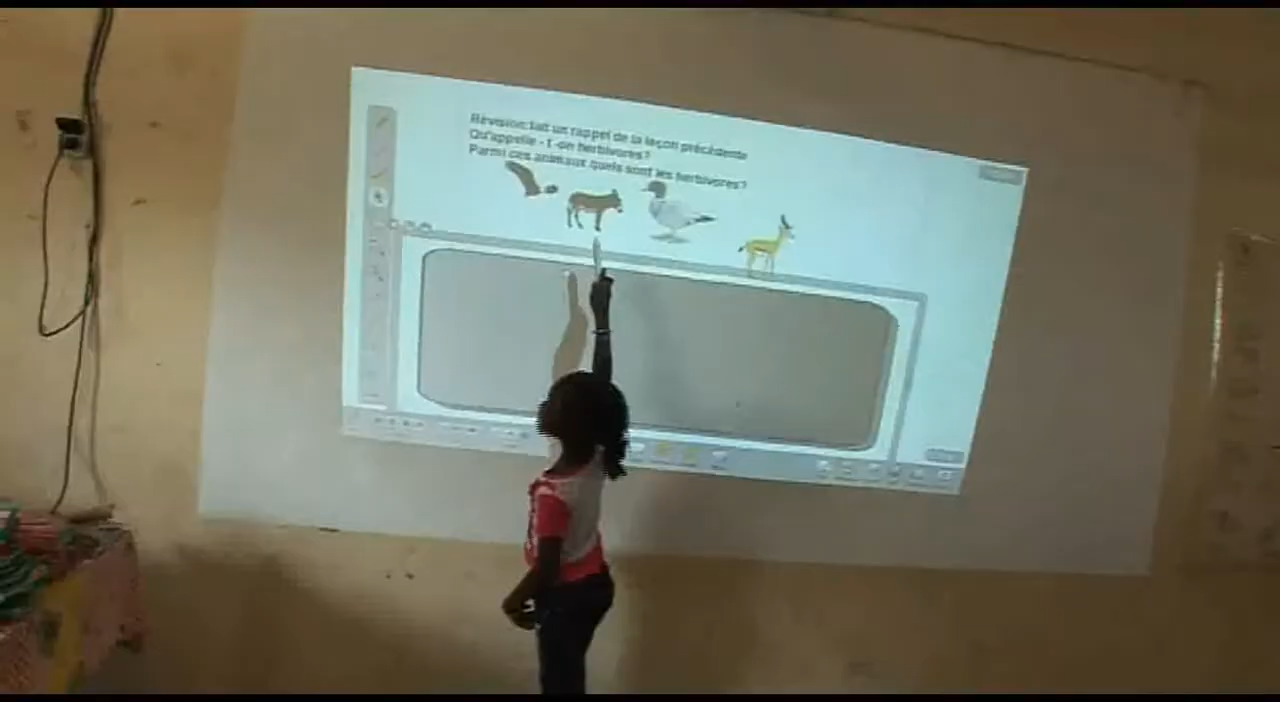 Révision: fait un rappel de la leçon précédente
Qu'appelle - t -on herbivores?
Parmi ces animaux quels sont les herbivores?